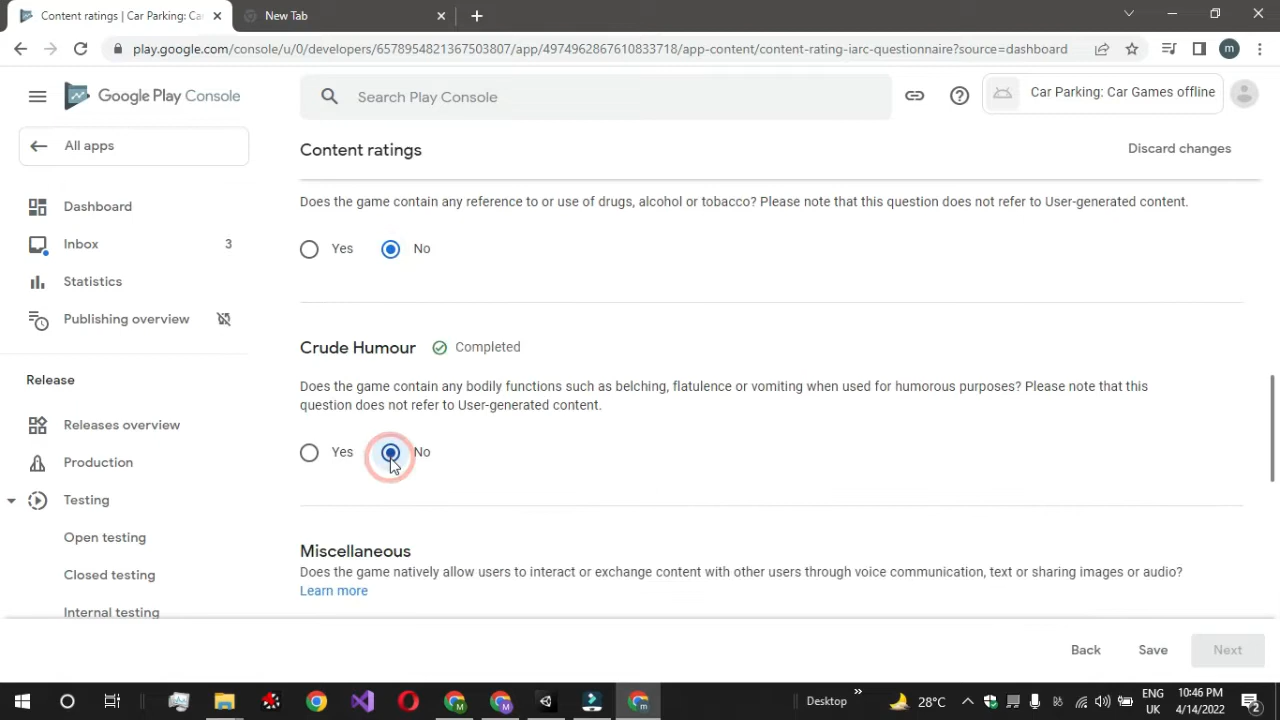 Content ratings | Car Parking: Ca
New Tab
play.google.com/console/u/0/developers/6578954821367503807/app/4974962867610833718/app-content/content-rating-iarc-questionnaire?source=dashboard
m
Google Play Console
Search Play Console
Car Parking: Car Games offline
All apps
Content ratings
Discard changes
Dashboard
Inbox 3
Statistics
Publishing overview
Release
Releases overview
Production
Testing
Open testing
Closed testing
Internal testing
Does the game contain any reference to or use of drugs, alcohol or tobacco? Please note that this question does not refer to User-generated content.
Yes No
Crude Humour Completed
Does the game contain any bodily functions such as belching, flatulence or vomiting when used for humorous purposes? Please note that this
question does not refer to User-generated content.
Yes No
Miscellaneous
Does the game natively allow users to interact or exchange content with other users through voice communication, text or sharing images or audio?
Learn more
Back Save Next
Desktop
28°C
ENG
UK
10:46 PM
4/14/2022
2